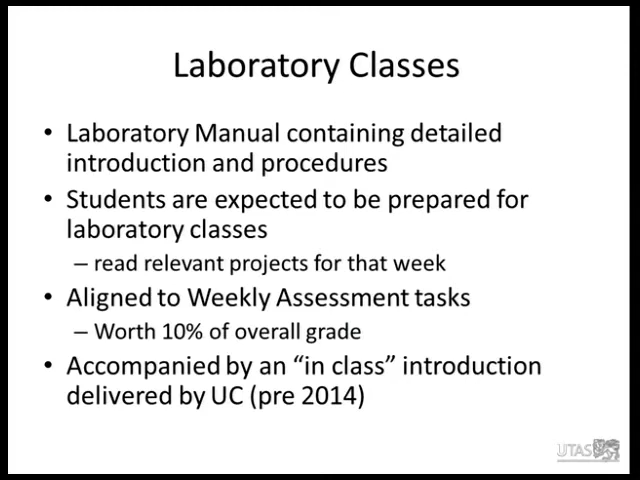 Laboratory Classes
• Laboratory Manual containing detailed
introduction and procedures
• Students are expected to be prepared for
laboratory classes
– read relevant projects for that week
• Aligned to Weekly Assessment tasks
– Worth 10% of overall grade
• Accompanied by an “in class” introduction
delivered by UC (pre 2014)
UTAS